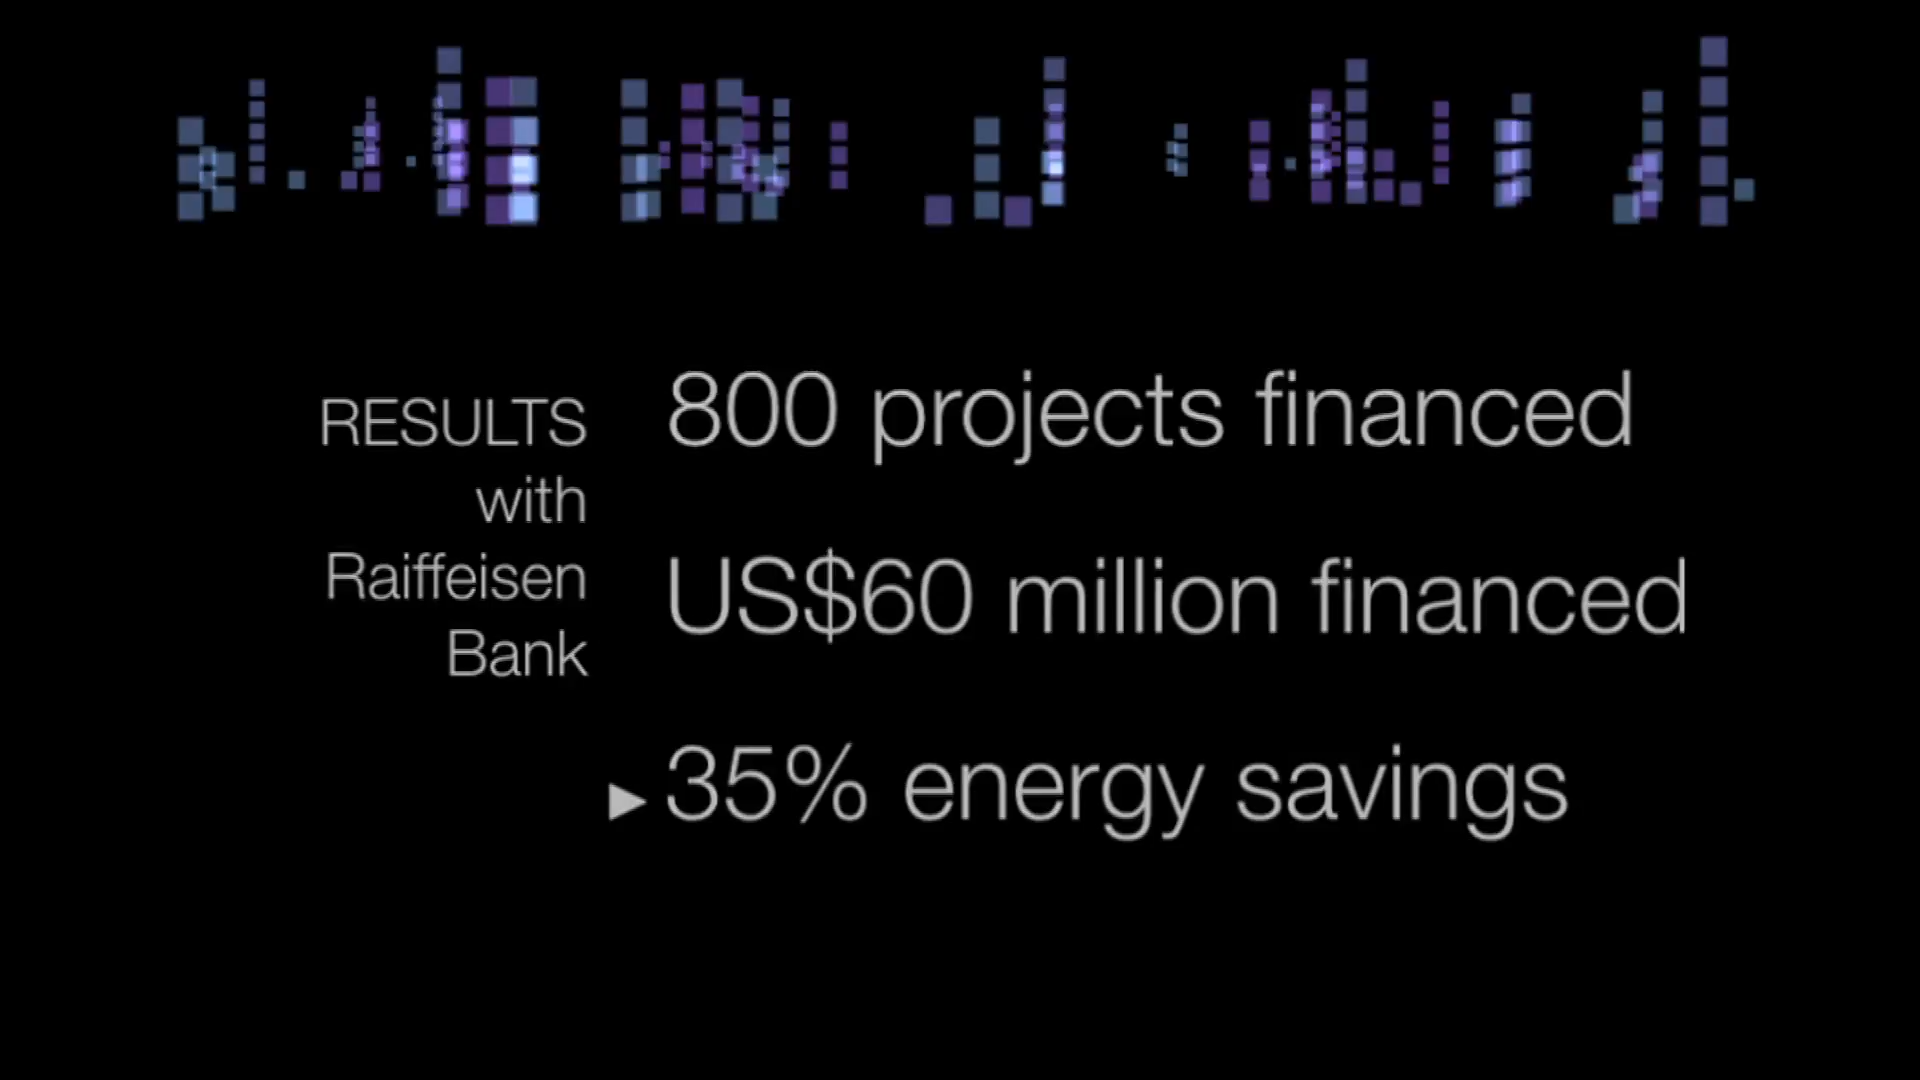 RESULTS
with
Raiffeisen
Bank
800 projects financed
US$60 million financed
▶35% energy savings